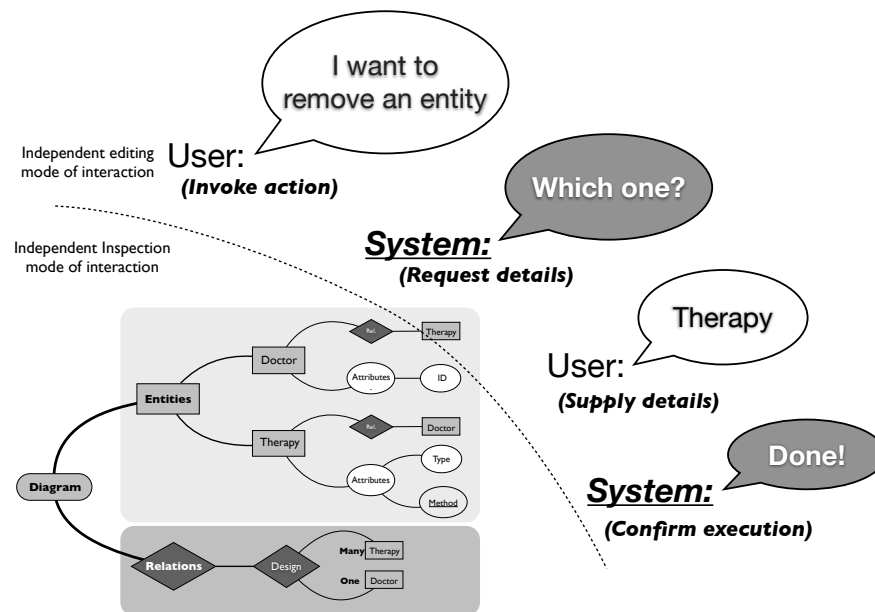 I want to
remove an entity
Independent editing
mode of interaction
User:
(Invoke action)
Which one?
System:
(Request details)
Independent Inspection
mode of interaction
Therapy
User:
(Supply details)
Done!
System:
(Confirm execution)
Diagram
Entities
Doctor
Rel.
Therapy
Attributes
ID
Therapy
Rel.
Doctor
Attributes
Type
Method
Relations
Design
Many Therapy
One Doctor